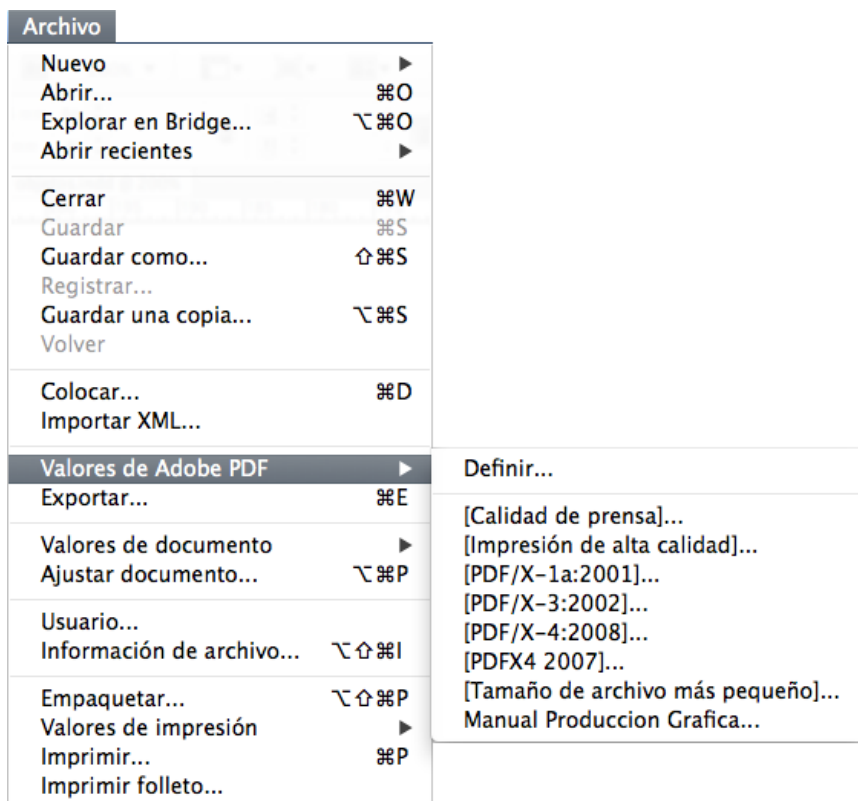 Archivo
Nuevo ▶
Abrir... ⌘O
Explorar en Bridge... ⌥⌘O
Abrir recientes ▶
Cerrar ⌘W
Guardar ⌘S
Guardar como... ⇧⌘S
Registrar...
Guardar una copia... ⌥⌘S
Volver
Colocar... ⌘D
Importar XML...
Valores de Adobe PDF ▶
Exportar... ⌘E
Valores de documento ▶
Ajustar documento... ⌥⌘P
Usuario...
Información de archivo... ⌥⇧⌘I
Empaquetar... ⌥⇧⌘P
Valores de impresión ▶
Imprimir... ⌘P
Imprimir folleto...
Definir...
[Calidad de prensa]...
[Impresión de alta calidad]...
[PDF/X-1a:2001]...
[PDF/X-3:2002]...
[PDF/X-4:2008]...
[PDFX4 2007]...
[Tamaño de archivo más pequeño]...
Manual Produccion Grafica...